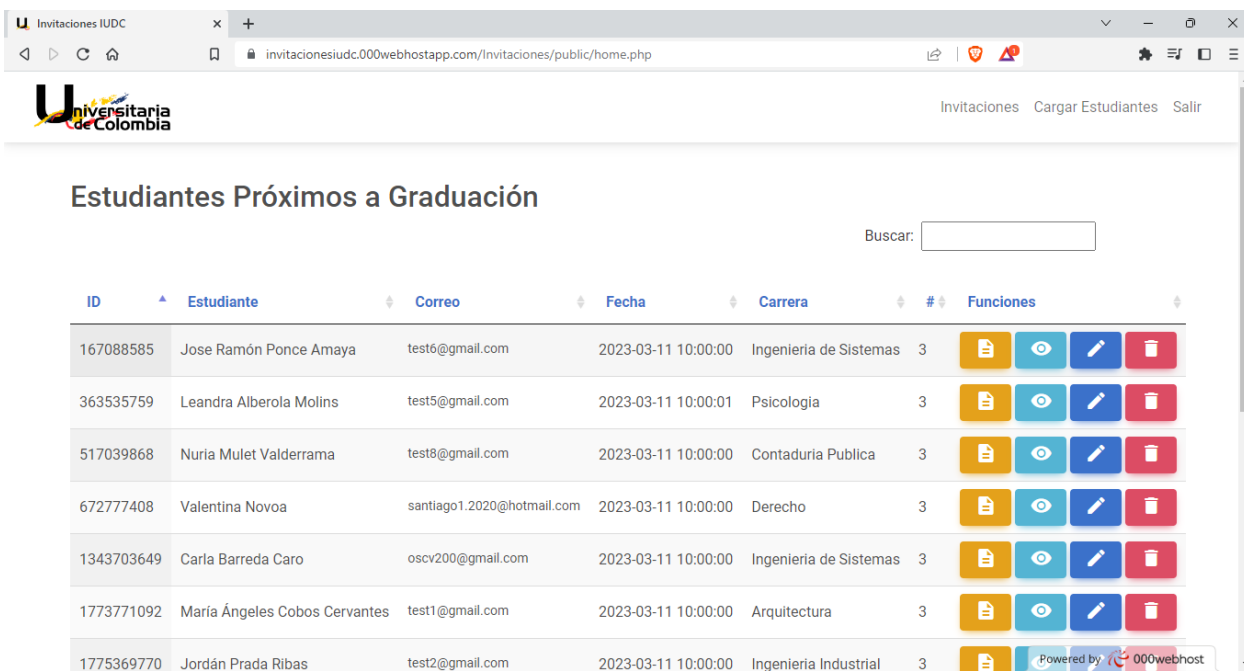 Invitaciones IUDC
invitacionesiudc.000webhostapp.com/Invitaciones/public/home.php
Universitaria
de Colombia
Invitaciones Cargar Estudiantes Salir
Estudiantes Próximos a Graduación
Buscar:
ID Estudiante Correo Fecha Carrera # Funciones
167088585 Jose Ramón Ponce Amaya test6@gmail.com 2023-03-11 10:00:00 Ingenieria de Sistemas 3
363535759 Leandra Alberola Molins test5@gmail.com 2023-03-11 10:00:01 Psicologia 3
517039868 Nuria Mulet Valderrama test8@gmail.com 2023-03-11 10:00:00 Contaduria Publica 3
672777408 Valentina Novoa santiago1.2020@hotmail.com 2023-03-11 10:00:00 Derecho 3
1343703649 Carla Barreda Caro oscv200@gmail.com 2023-03-11 10:00:00 Ingenieria de Sistemas 3
1773771092 María Ángeles Cobos Cervantes test1@gmail.com 2023-03-11 10:00:00 Arquitectura 3
1775369770 Jordán Prada Ribas test2@gmail.com 2023-03-11 10:00:00 Ingenieria Industrial 3
Powered by 000webhost